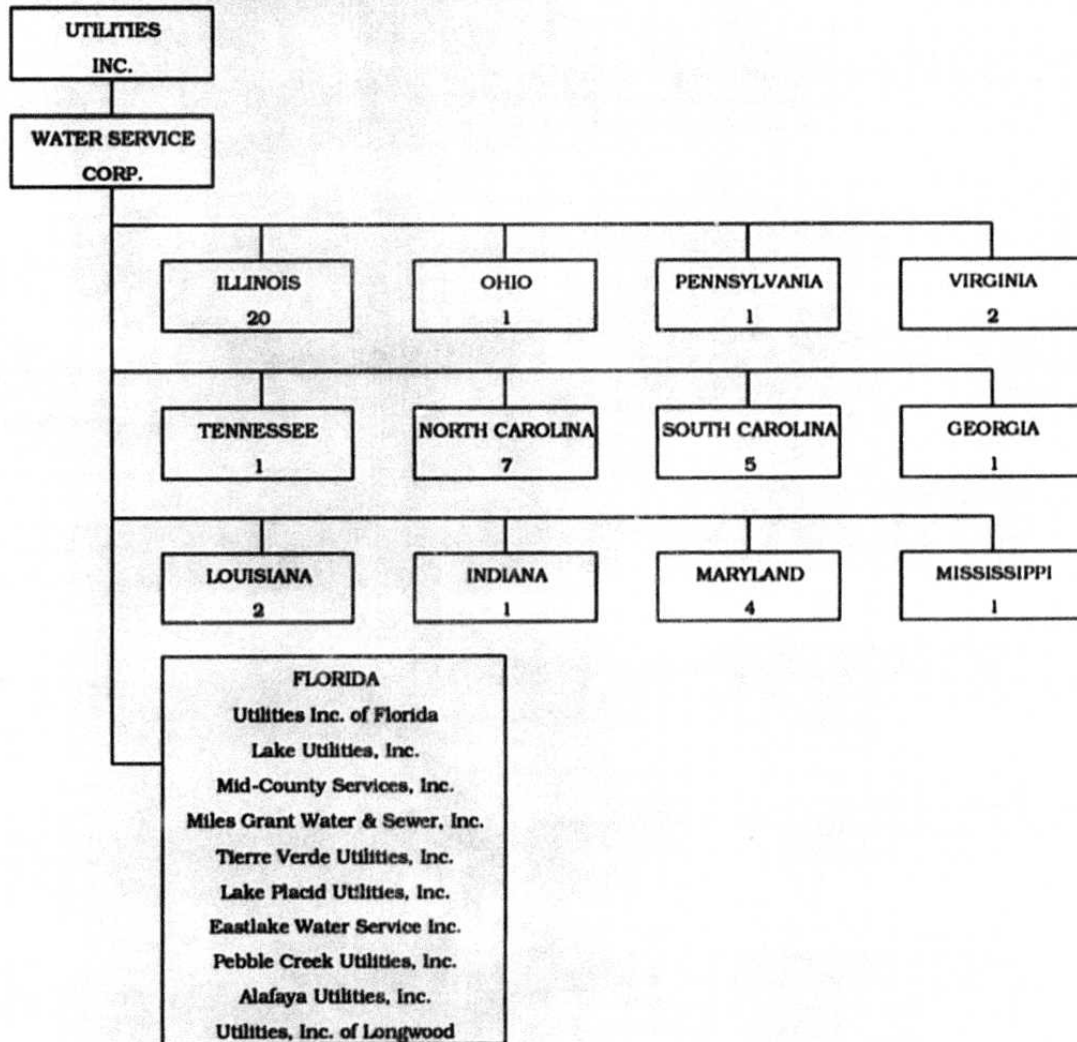 UTILITIES
INC.
WATER SERVICE
CORP.
ILLINOIS
20
OHIO
1
PENNSYLVANIA
1
VIRGINIA
2
TENNESSEE
1
NORTH CAROLINA
7
SOUTH CAROLINA
5
GEORGIA
1
LOUISIANA
2
INDIANA
1
MARYLAND
4
MISSISSIPPI
1
FLORIDA
Utilities Inc. of Florida
Lake Utilities, Inc.
Mid-County Services, Inc.
Miles Grant Water & Sewer, Inc.
Tierre Verde Utilities, Inc.
Lake Placid Utilities, Inc.
Eastlake Water Service Inc.
Pebble Creek Utilities, Inc.
Alafaya Utilities, Inc.
Utilities, Inc. of Longwood